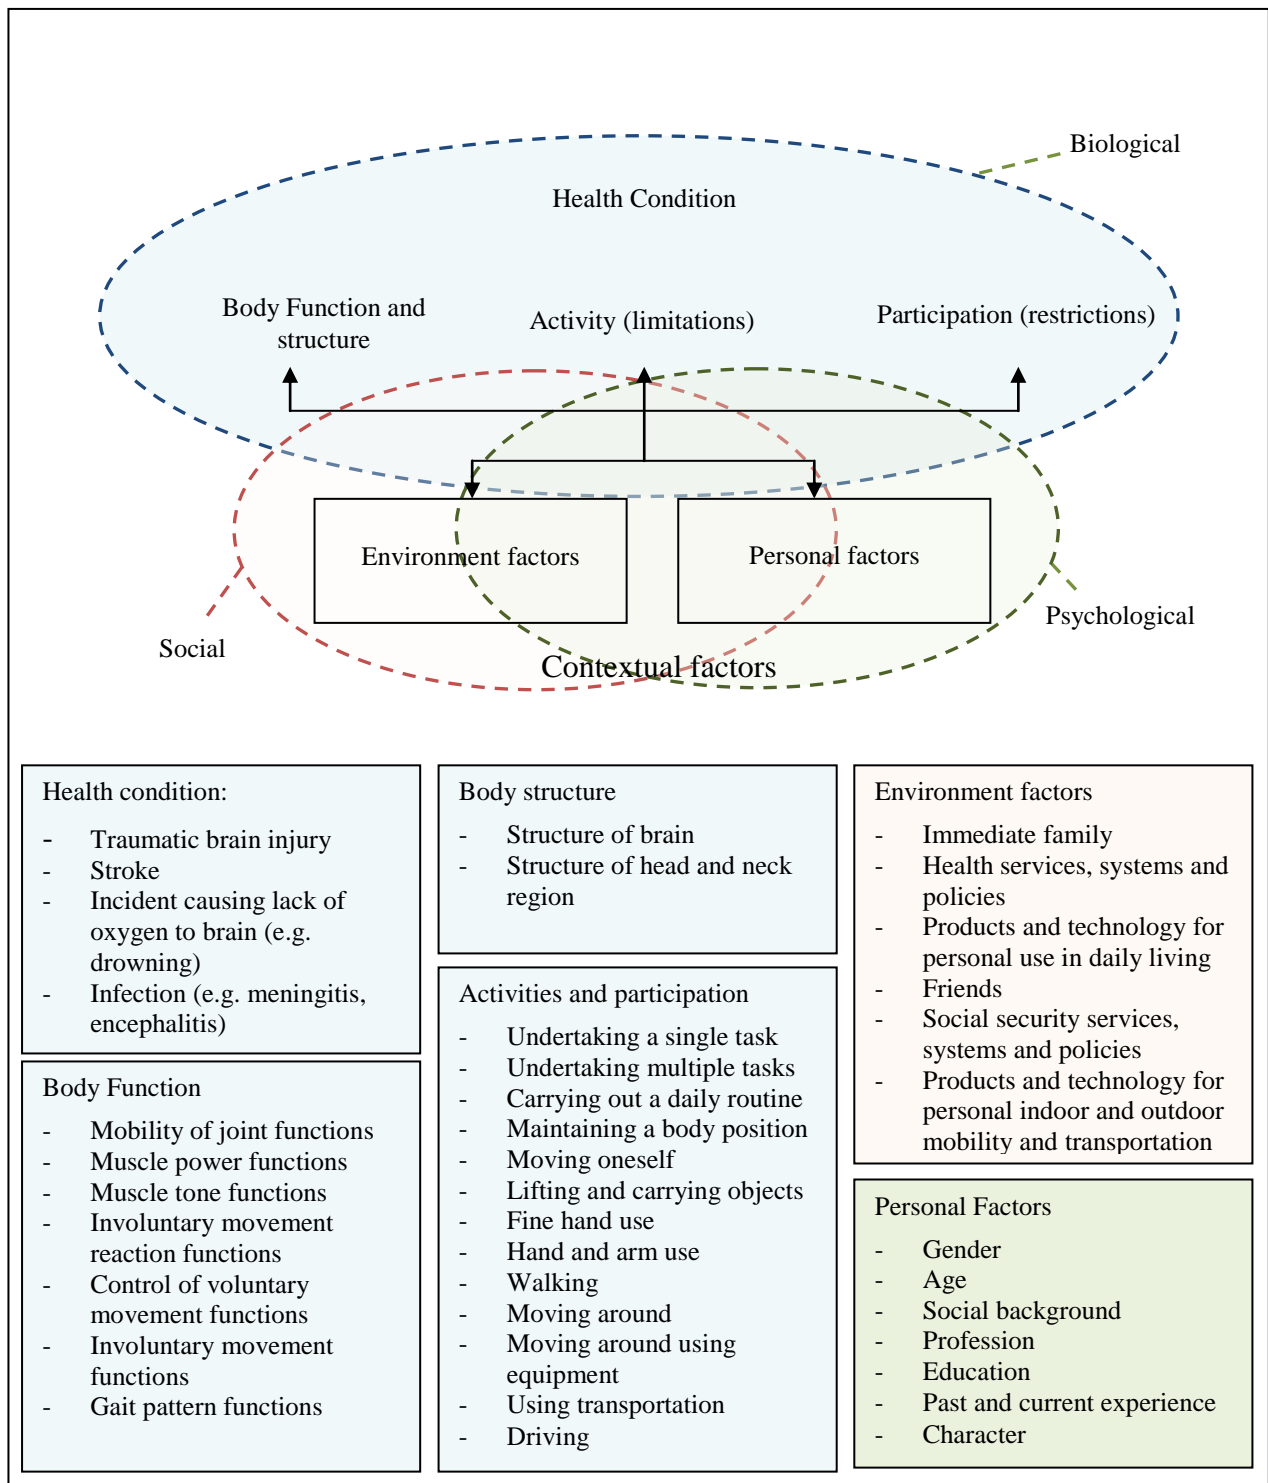 Biological
Health Condition
Body Function and
structure
Activity (limitations)
Participation (restrictions)
Environment factors
Personal factors
Social
Psychological
Contextual factors
Health condition:
- Traumatic brain injury
- Stroke
- Incident causing lack of
oxygen to brain (e.g.
drowning)
- Infection (e.g. meningitis,
encephalitis)
Body Function
- Mobility of joint functions
- Muscle power functions
- Muscle tone functions
- Involuntary movement
reaction functions
- Control of voluntary
movement functions
- Involuntary movement
functions
- Gait pattern functions
Body structure
- Structure of brain
- Structure of head and neck
region
Activities and participation
- Undertaking a single task
- Undertaking multiple tasks
- Carrying out a daily routine
- Maintaining a body position
- Moving oneself
- Lifting and carrying objects
- Fine hand use
- Hand and arm use
- Walking
- Moving around
- Moving around using
equipment
- Using transportation
- Driving
Environment factors
- Immediate family
- Health services, systems and
policies
- Products and technology for
personal use in daily living
- Friends
- Social security services,
systems and policies
- Products and technology for
personal indoor and outdoor
mobility and transportation
Personal Factors
- Gender
- Age
- Social background
- Profession
- Education
- Past and current experience
- Character